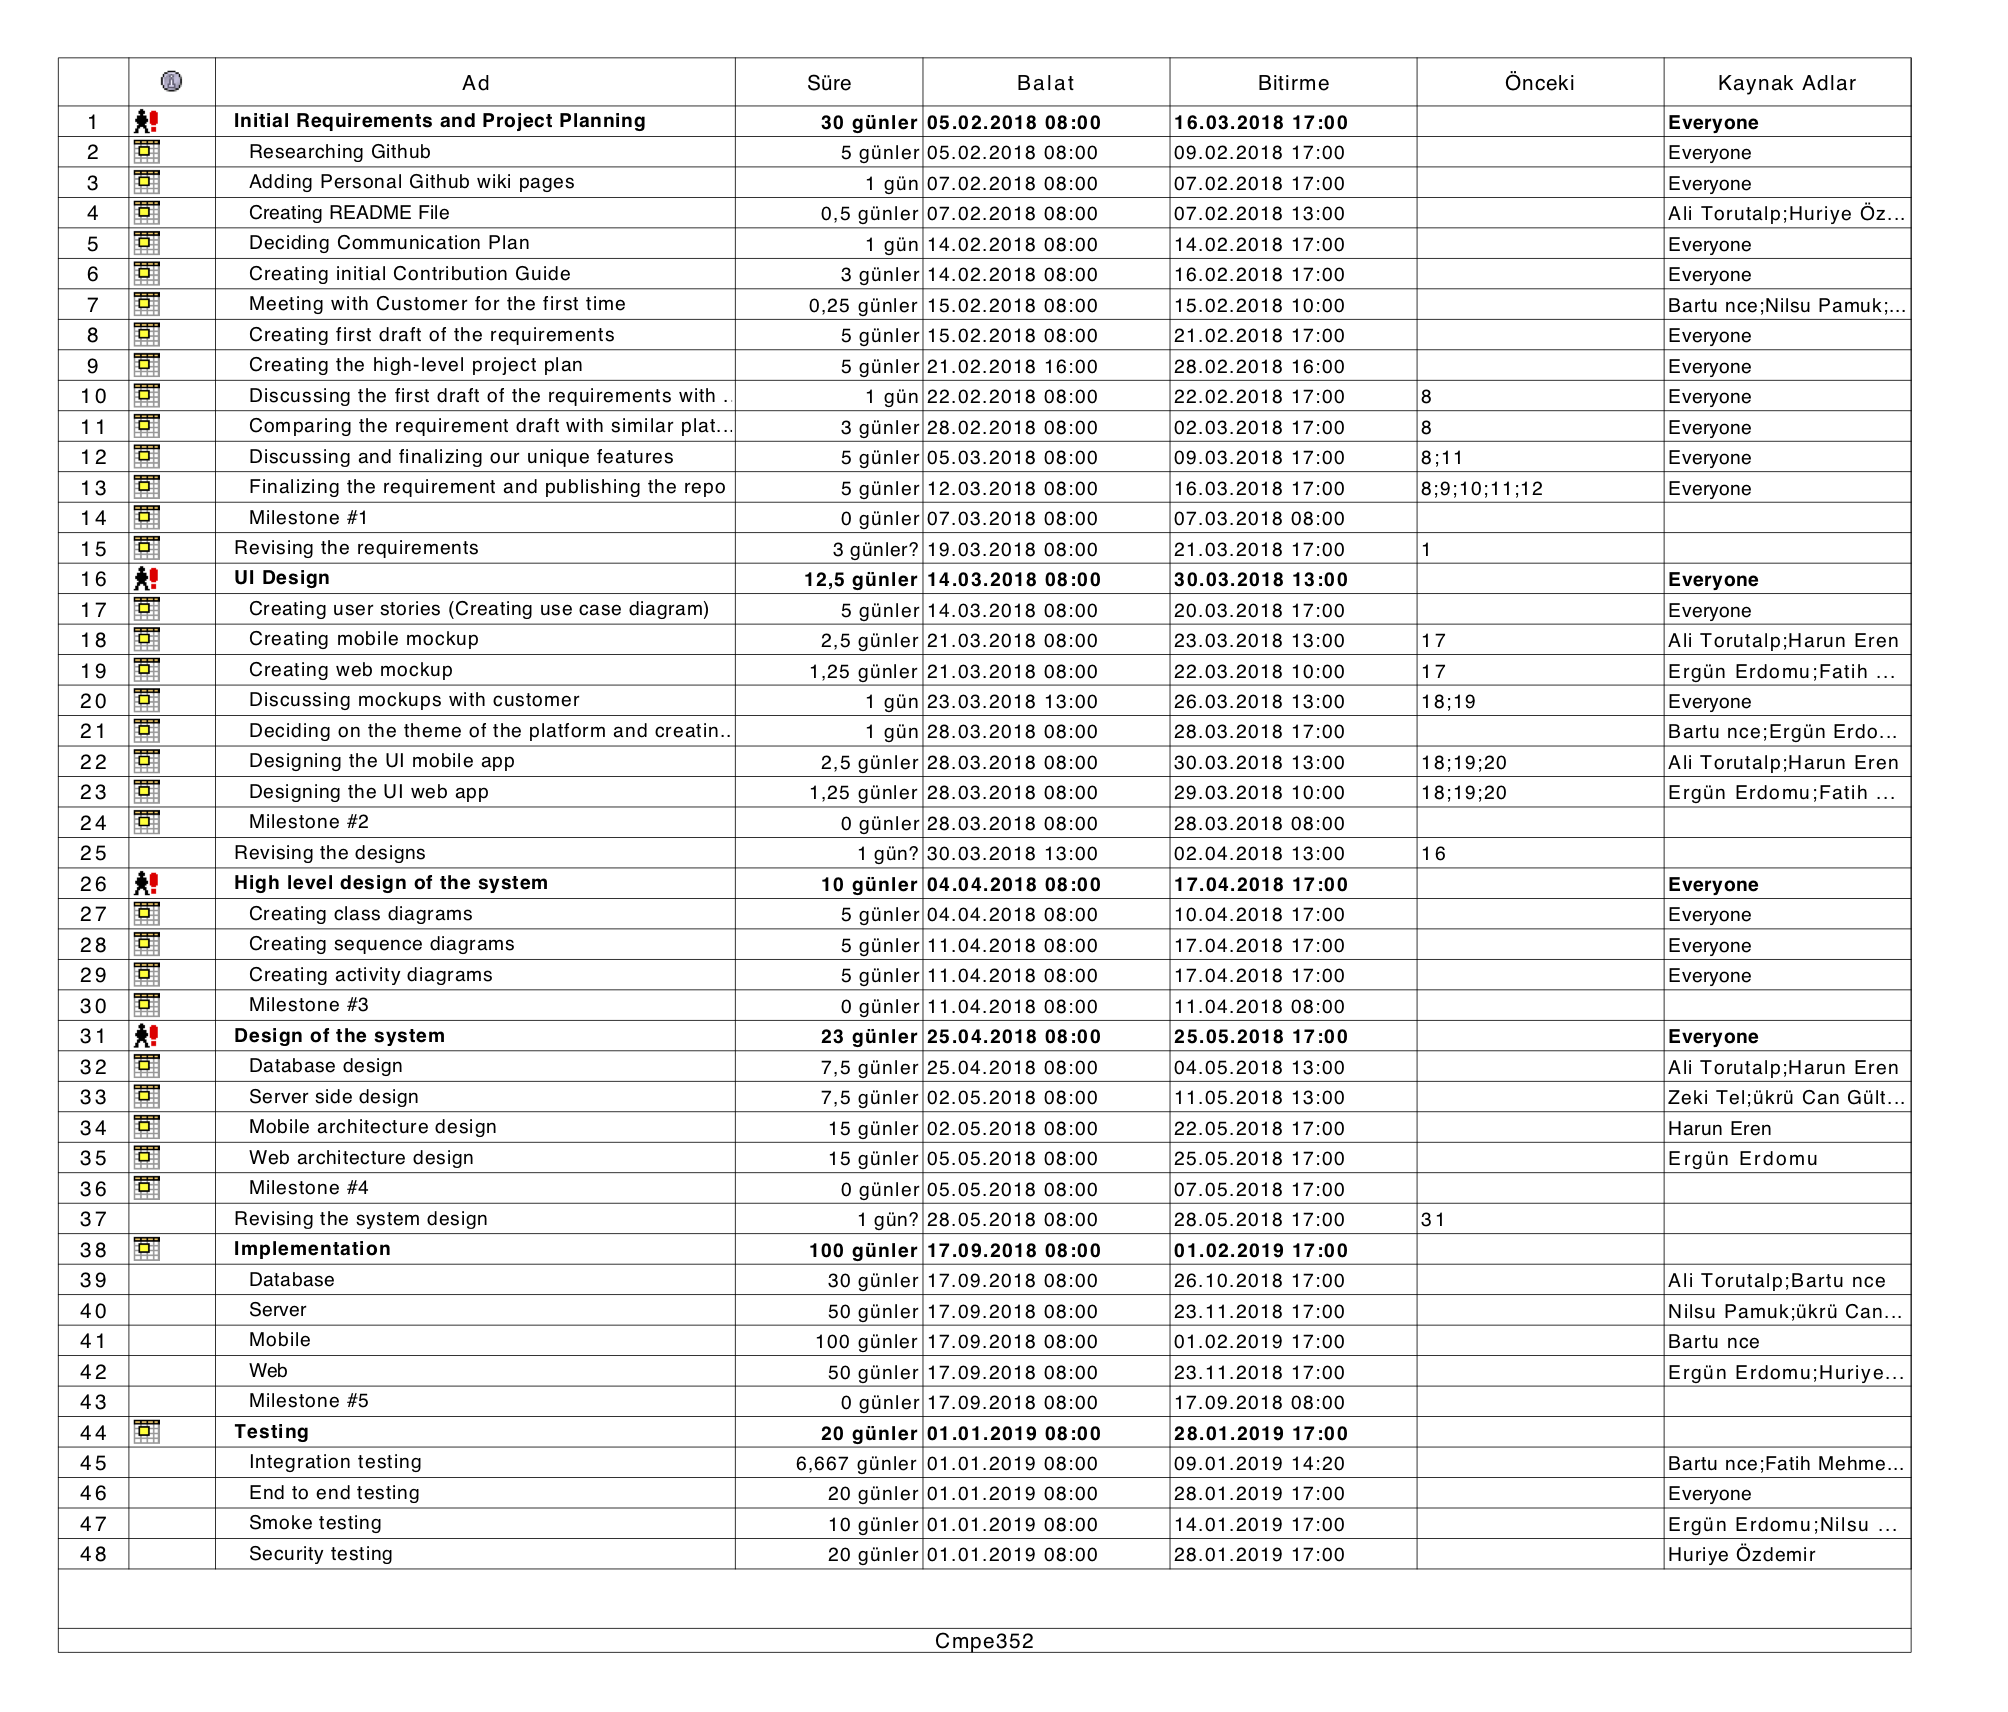 Ad Süre Balat Bitirme Önceki Kaynak Adlar
1 Initial Requirements and Project Planning 30 günler 05.02.2018 08:00 16.03.2018 17:00 Everyone
2 Researching Github 5 günler 05.02.2018 08:00 09.02.2018 17:00 Everyone
3 Adding Personal Github wiki pages 1 gün 07.02.2018 08:00 07.02.2018 17:00 Everyone
4 Creating README File 0,5 günler 07.02.2018 08:00 07.02.2018 13:00 Ali Torutalp;Huriye Öz...
5 Deciding Communication Plan 1 gün 14.02.2018 08:00 14.02.2018 17:00 Everyone
6 Creating initial Contribution Guide 3 günler 14.02.2018 08:00 16.02.2018 17:00 Everyone
7 Meeting with Customer for the first time 0,25 günler 15.02.2018 08:00 15.02.2018 10:00 Bartu nce;Nilsu Pamuk;...
8 Creating first draft of the requirements 5 günler 15.02.2018 08:00 21.02.2018 17:00 Everyone
9 Creating the high-level project plan 5 günler 21.02.2018 16:00 28.02.2018 16:00 Everyone
10 Discussing the first draft of the requirements with .. 1 gün 22.02.2018 08:00 22.02.2018 17:00 8 Everyone
11 Comparing the requirement draft with similar plat... 3 günler 28.02.2018 08:00 02.03.2018 17:00 8 Everyone
12 Discussing and finalizing our unique features 5 günler 05.03.2018 08:00 09.03.2018 17:00 8;11 Everyone
13 Finalizing the requirement and publishing the repo 5 günler 12.03.2018 08:00 16.03.2018 17:00 8;9;10;11;12 Everyone
14 Milestone #1 0 günler 07.03.2018 08:00 07.03.2018 08:00
15 Revising the requirements 3 günler? 19.03.2018 08:00 21.03.2018 17:00 1
16 UI Design 12,5 günler 14.03.2018 08:00 30.03.2018 13:00 Everyone
17 Creating user stories (Creating use case diagram) 5 günler 14.03.2018 08:00 20.03.2018 17:00 Everyone
18 Creating mobile mockup 2,5 günler 21.03.2018 08:00 23.03.2018 13:00 17 Ali Torutalp;Harun Eren
19 Creating web mockup 1,25 günler 21.03.2018 08:00 22.03.2018 10:00 17 Ergün Erdomu;Fatih ...
20 Discussing mockups with customer 1 gün 23.03.2018 13:00 26.03.2018 13:00 18;19 Everyone
21 Deciding on the theme of the platform and creatin... 1 gün 28.03.2018 08:00 28.03.2018 17:00 Bartu nce;Ergün Erdo...
22 Designing the UI mobile app 2,5 günler 28.03.2018 08:00 30.03.2018 13:00 18;19;20 Ali Torutalp;Harun Eren
23 Designing the UI web app 1,25 günler 28.03.2018 08:00 29.03.2018 10:00 18;19;20 Ergün Erdomu;Fatih ...
24 Milestone #2 0 günler 28.03.2018 08:00 28.03.2018 08:00
25 Revising the designs 1 gün? 30.03.2018 13:00 02.04.2018 13:00 16
26 High level design of the system 10 günler 04.04.2018 08:00 17.04.2018 17:00 Everyone
27 Creating class diagrams 5 günler 04.04.2018 08:00 10.04.2018 17:00 Everyone
28 Creating sequence diagrams 5 günler 11.04.2018 08:00 17.04.2018 17:00 Everyone
29 Creating activity diagrams 5 günler 11.04.2018 08:00 17.04.2018 17:00 Everyone
30 Milestone #3 0 günler 11.04.2018 08:00 11.04.2018 08:00
31 Design of the system 23 günler 25.04.2018 08:00 25.05.2018 17:00 Everyone
32 Database design 7,5 günler 25.04.2018 08:00 04.05.2018 13:00 Ali Torutalp;Harun Eren
33 Server side design 7,5 günler 02.05.2018 08:00 11.05.2018 13:00 Zeki Tel;ükrü Can Gült...
34 Mobile architecture design 15 günler 02.05.2018 08:00 22.05.2018 17:00 Harun Eren
35 Web architecture design 15 günler 05.05.2018 08:00 25.05.2018 17:00 Ergün Erdomu
36 Milestone #4 0 günler 05.05.2018 08:00 07.05.2018 17:00
37 Revising the system design 1 gün? 28.05.2018 08:00 28.05.2018 17:00 31
38 Implementation 100 günler 17.09.2018 08:00 01.02.2019 17:00
39 Database 30 günler 17.09.2018 08:00 26.10.2018 17:00 Ali Torutalp;Bartu nce
40 Server 50 günler 17.09.2018 08:00 23.11.2018 17:00 Nilsu Pamuk;ükrü Can...
41 Mobile 100 günler 17.09.2018 08:00 01.02.2019 17:00 Bartu nce
42 Web 50 günler 17.09.2018 08:00 23.11.2018 17:00 Ergün Erdomu;Huriye...
43 Milestone #5 0 günler 17.09.2018 08:00 17.09.2018 08:00
44 Testing 20 günler 01.01.2019 08:00 28.01.2019 17:00
45 Integration testing 6,667 günler 01.01.2019 08:00 09.01.2019 14:20 Bartu nce;Fatih Mehme...
46 End to end testing 20 günler 01.01.2019 08:00 28.01.2019 17:00 Everyone
47 Smoke testing 10 günler 01.01.2019 08:00 14.01.2019 17:00 Ergün Erdomu;Nilsu ...
48 Security testing 20 günler 01.01.2019 08:00 28.01.2019 17:00 Huriye Özdemir
Cmpe352